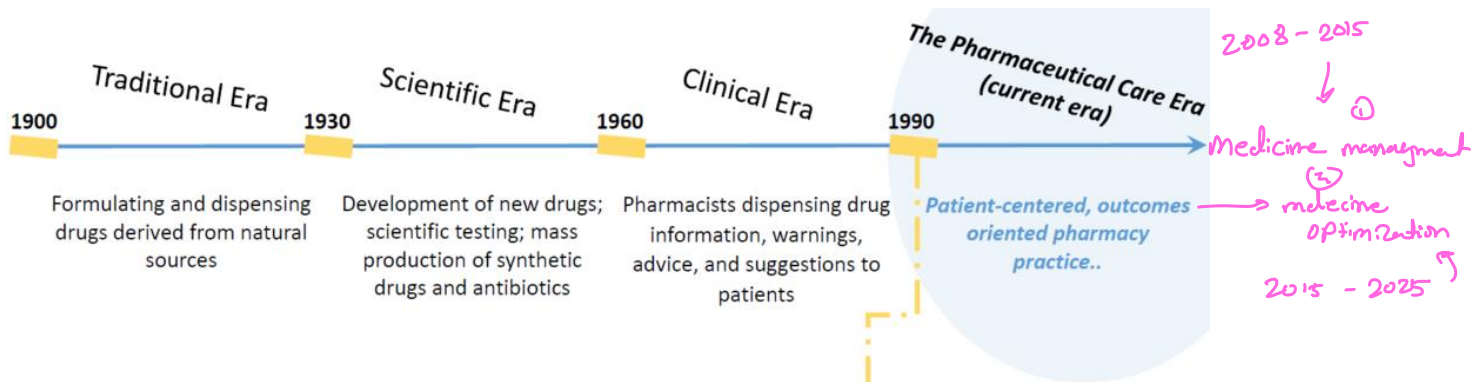 Traditional Era
Scientific Era
Clinical Era
The Pharmaceutical Care Era
(current era)
1900
1930
1960
1990
Formulating and dispensing
drugs derived from natural
sources
Development of new drugs;
scientific testing; mass
production of synthetic
drugs and antibiotics
Pharmacists dispensing drug
information, warnings,
advice, and suggestions to
patients
Patient-centered, outcomes
oriented pharmacy
practice..
2008 - 2015
①
Medicine managment
②
medecine
optimization
2015 - 2025